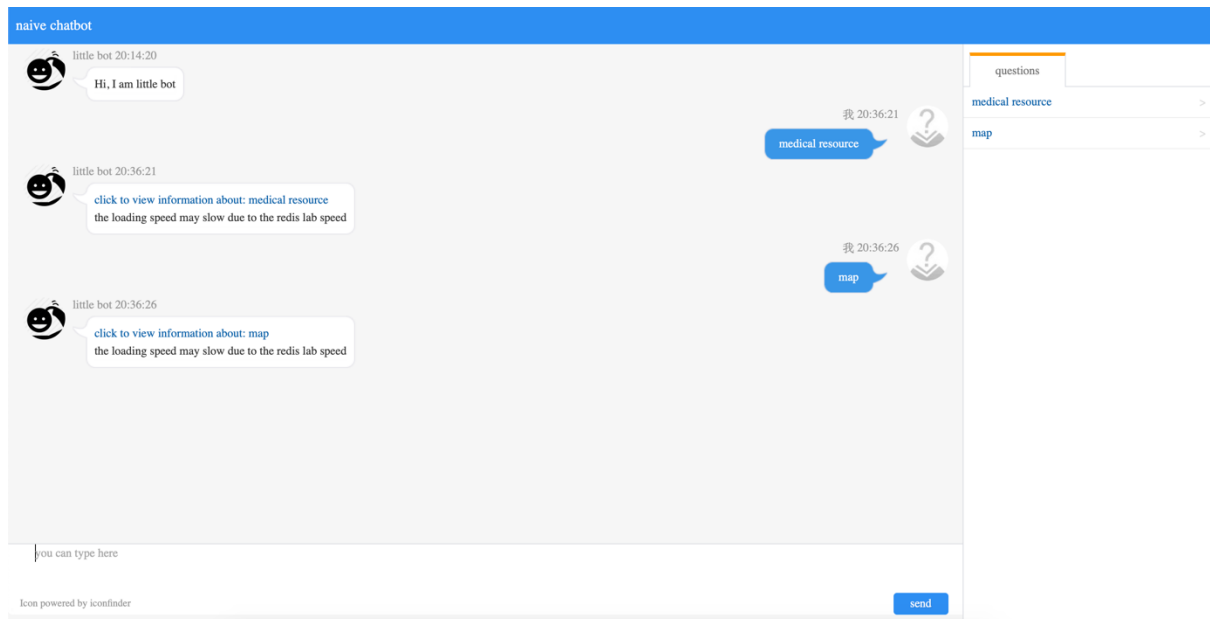 naive chatbot
little bot 20:14:20
Hi, I am little bot
我 20:36:21
medical resource
little bot 20:36:21
click to view information about: medical resource
the loading speed may slow due to the redis lab speed
我 20:36:26
map
little bot 20:36:26
click to view information about: map
the loading speed may slow due to the redis lab speed
you can type here
Icon powered by iconfinder
send
questions
medical resource >
map >